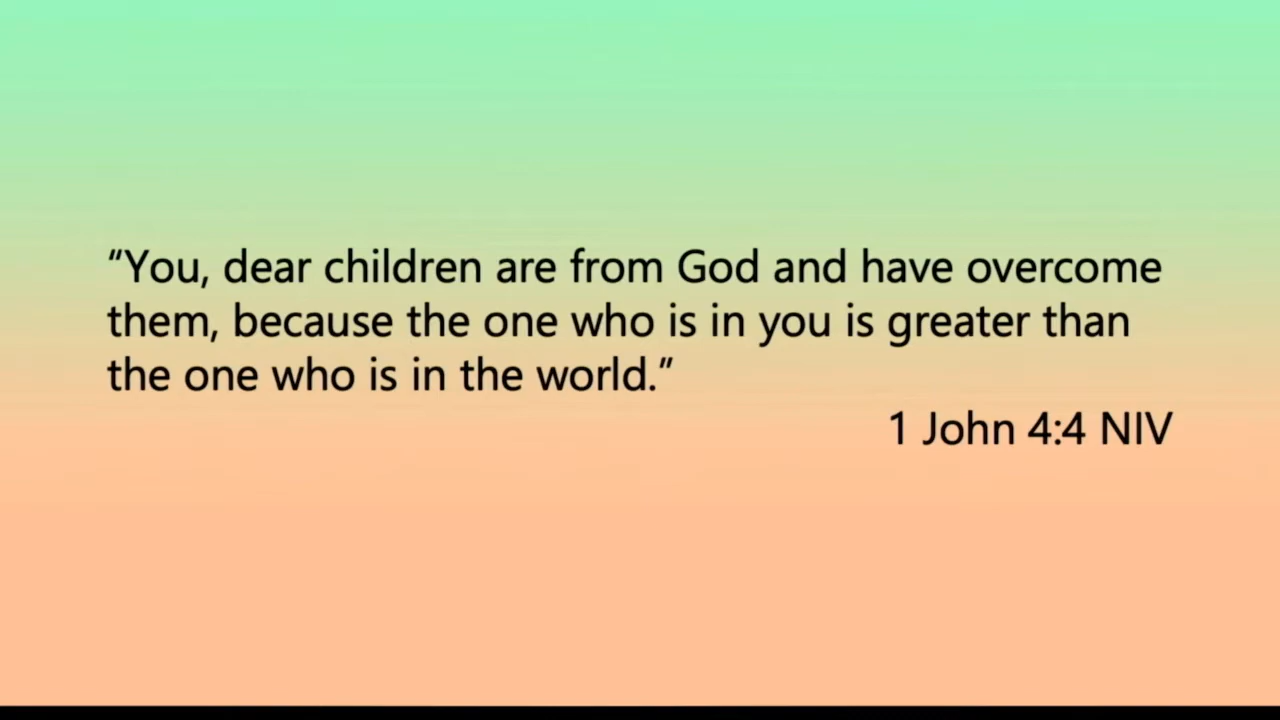 “You, dear children are from God and have overcome
them, because the one who is in you is greater than
the one who is in the world.”
1 John 4:4 NIV